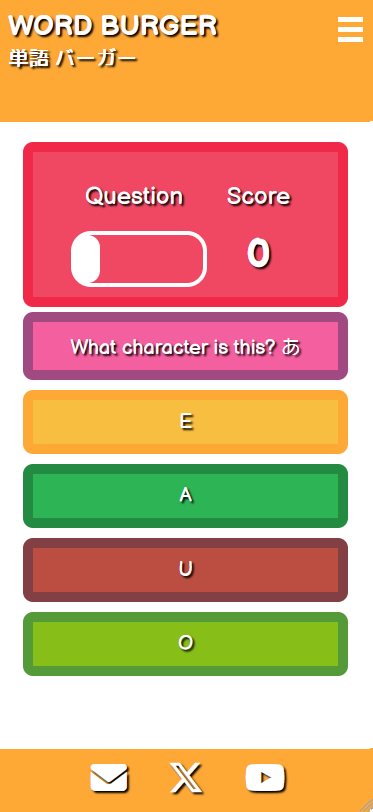 WORD BURGER
単語 バーガー
Question Score
0
What character is this? あ
E
A
U
O